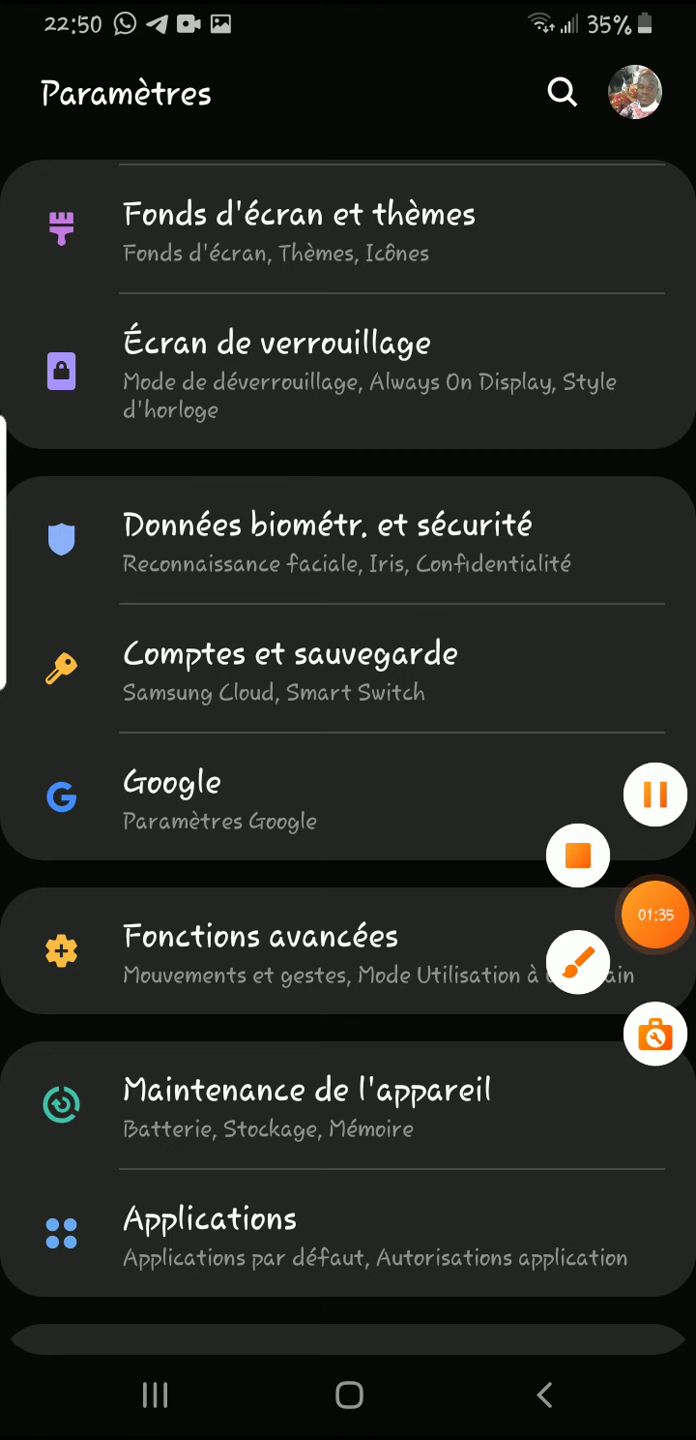 22:50
35%
Paramètres
Fonds d'écran et thèmes
Fonds d'écran, Thèmes, Icônes
Écran de verrouillage
Mode de déverrouillage, Always On Display, Style
d'horloge
Données biométr. et sécurité
Reconnaissance faciale, Iris, Confidentialité
Comptes et sauvegarde
Samsung Cloud, Smart Switch
Google
Paramètres Google
01:35
Fonctions avancées
Mouvements et gestes, Mode Utilisation à
Maintenance de l'appareil
Batterie, Stockage, Mémoire
Applications
Applications par défaut, Autorisations application